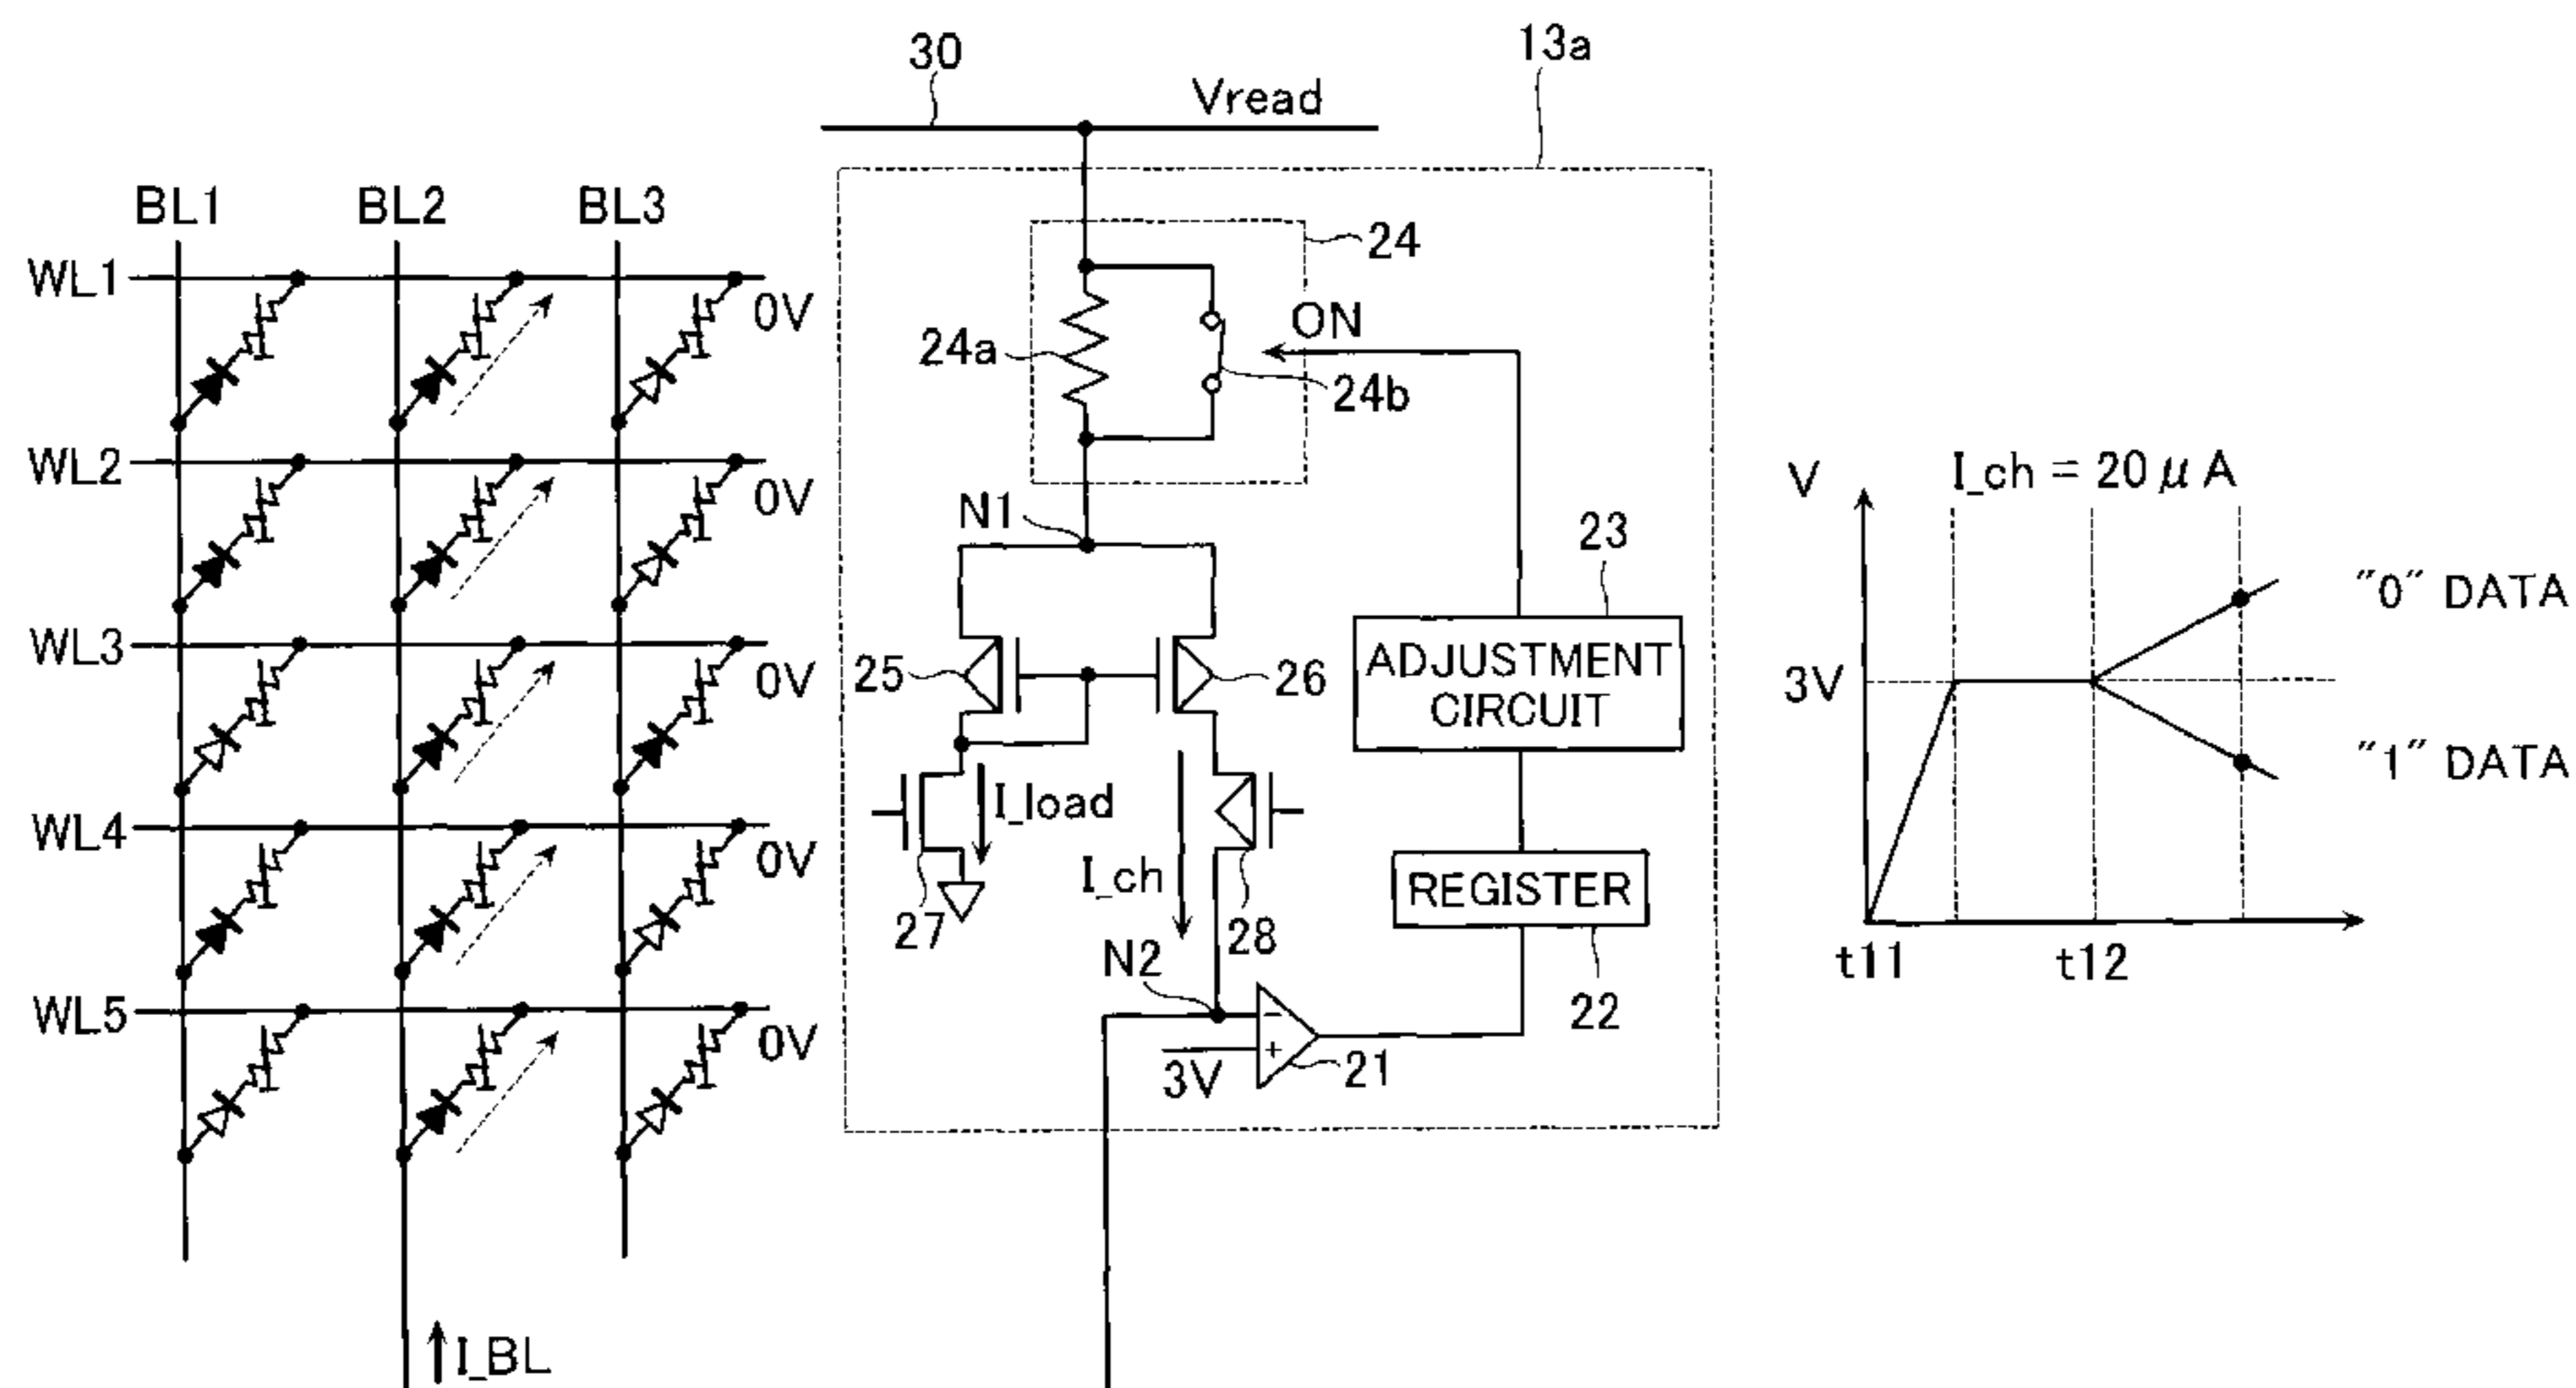 30
Vread
13a
BL1 BL2 BL3
WL1
0V
WL2
0V
WL3
0V
WL4
0V
WL5
0V
I_BL
24
24a
ON
24b
N1
23
25
26
ADJUSTMENT
CIRCUIT
I_load
I_ch
27
28
REGISTER
22
N2
−
+
3V
21
V
I_ch = 20 μ A
3V
"0" DATA
"1" DATA
t11
t12